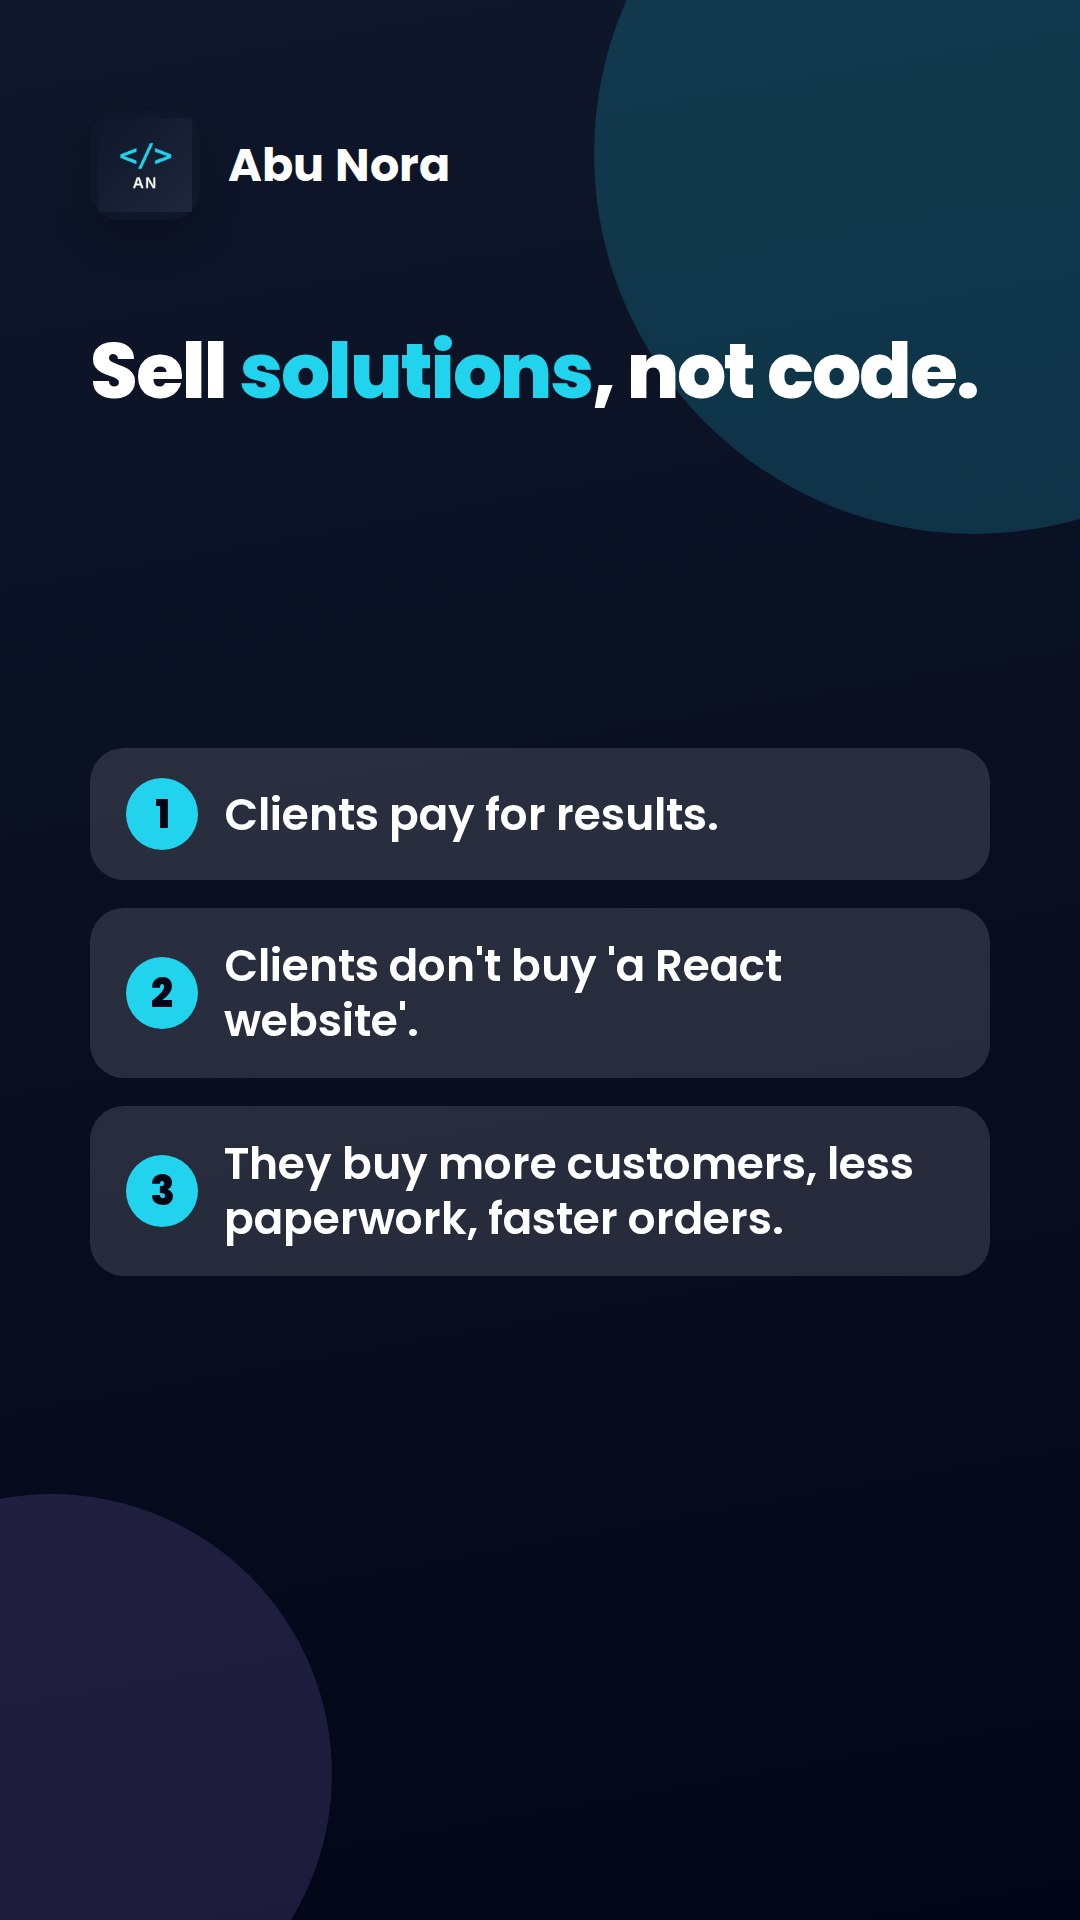 </>
AN
Abu Nora
Sell solutions, not code.
1
Clients pay for results.
2
Clients don't buy 'a React
website'.
3
They buy more customers, less
paperwork, faster orders.